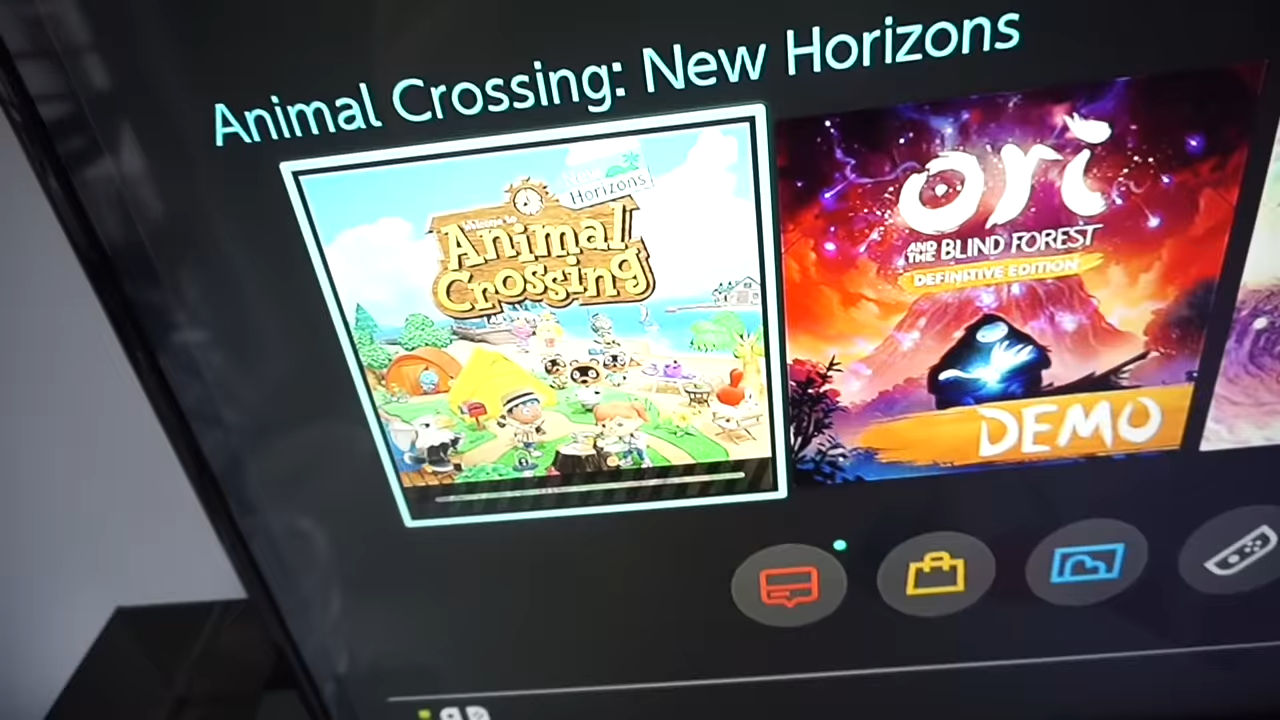 Animal Crossing: New Horizons
New
Horizons
Welcome to
Animal
Crossing
ori
AND THE BLIND FOREST
DEFINITIVE EDITION
DEMO